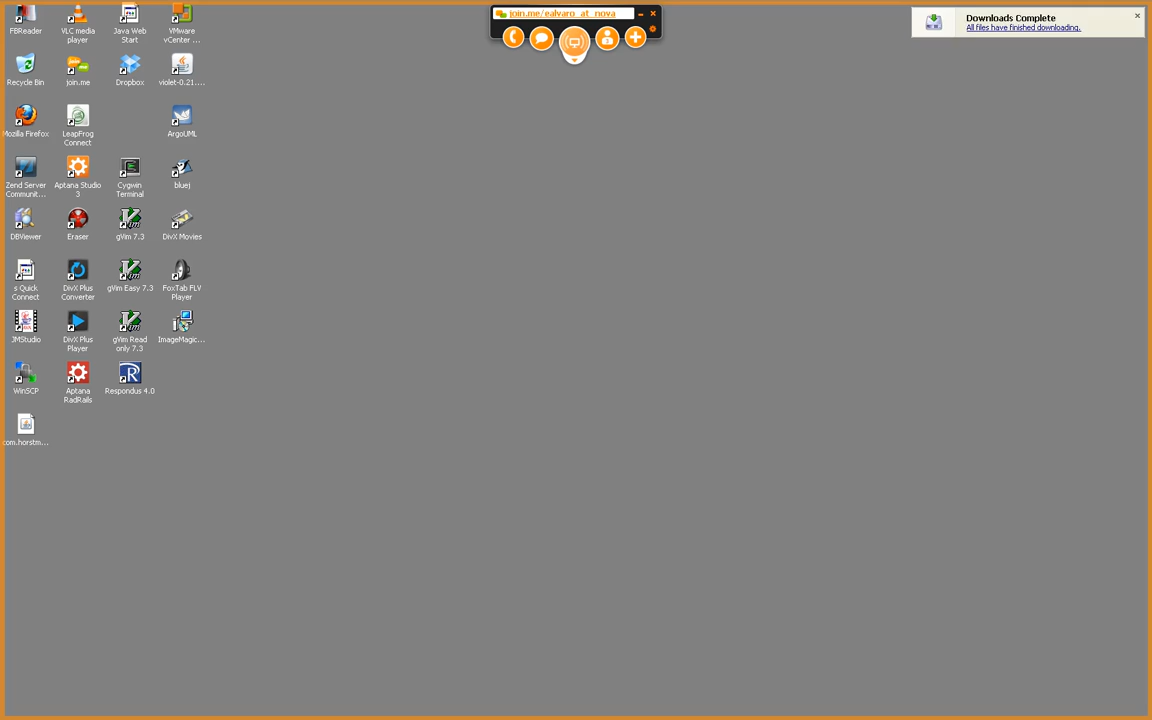 join.me/ealvaro_at_nova
Downloads Complete
All files have finished downloading.
FBReader
VLC media
player
Java Web
Start
VMware
vCenter ...
Recycle Bin
join.me
Dropbox
violet-0.21....
Mozilla Firefox
LeapFrog
Connect
ArgoUML
Zend Server
Communit...
Aptana Studio
3
Cygwin
Terminal
bluej
DBViewer
Eraser
gVim 7.3
DivX Movies
s Quick
Connect
DivX Plus
Converter
gVim Easy 7.3
FoxTab FLV
Player
JMStudio
DivX Plus
Player
gVim Read
only 7.3
ImageMagic...
WinSCP
Aptana
RadRails
Respondus 4.0
com.horstm...